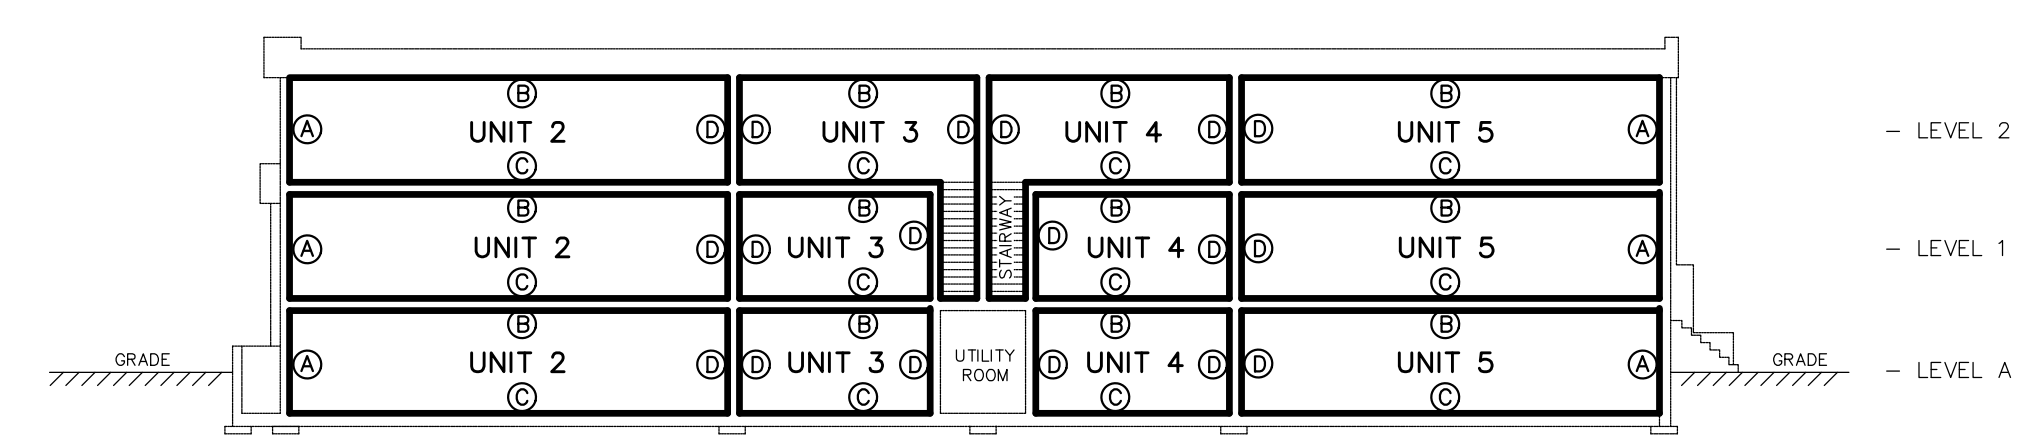 B B B B
A UNIT 2 D D UNIT 3 D D UNIT 4 D D UNIT 5 A – LEVEL 2
C C C C
B B B B
A UNIT 2 D D UNIT 3 D STAIRWAY D UNIT 4 D D UNIT 5 A – LEVEL 1
C C C C
B B B B
GRADE A UNIT 2 D D UNIT 3 D UTILITY D UNIT 4 D D UNIT 5 A GRADE
ROOM – LEVEL A
C C C C